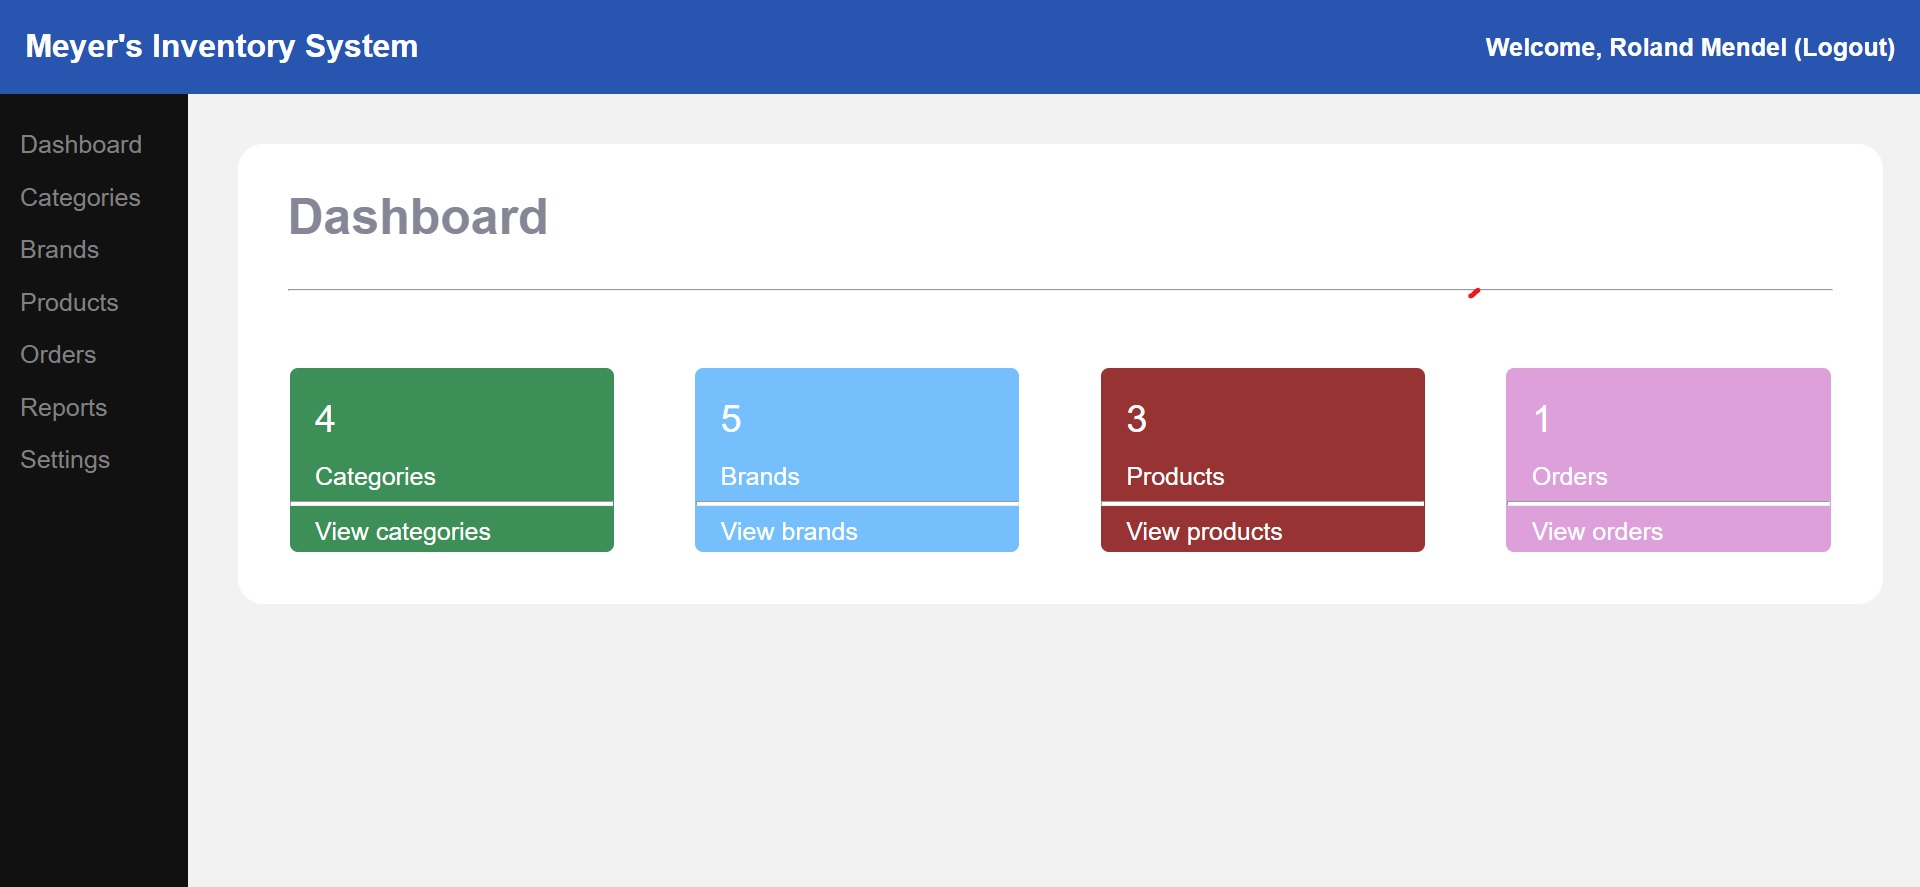 Meyer's Inventory System
Welcome, Roland Mendel (Logout)
Dashboard
Categories
Brands
Products
Orders
Reports
Settings
Dashboard
4
Categories
View categories
5
Brands
View brands
3
Products
View products
1
Orders
View orders